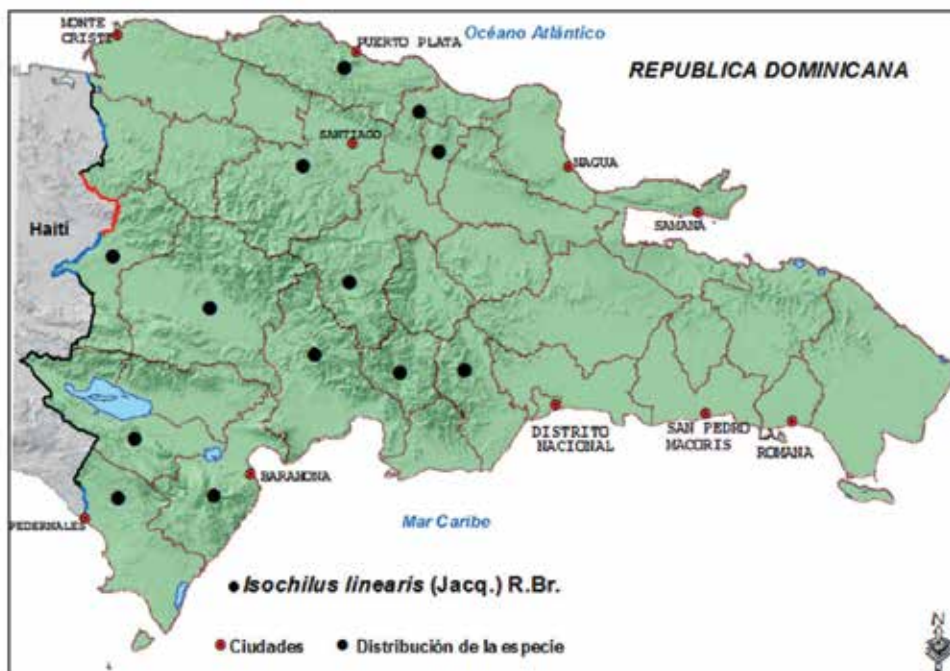 MONTE
CRISTI
PUERTO PLATA
Océano Atlántico
REPUBLICA DOMINICANA
SANTIAGO
NAGUA
SAMANA
Haití
DISTRITO
NACIONAL
SAN PEDRO
MACORIS
LA
ROMANA
BARAHONA
PEDERNALES
Mar Caribe
Isochilus linearis (Jacq.) R.Br.
Ciudades
Distribución de la especie
N